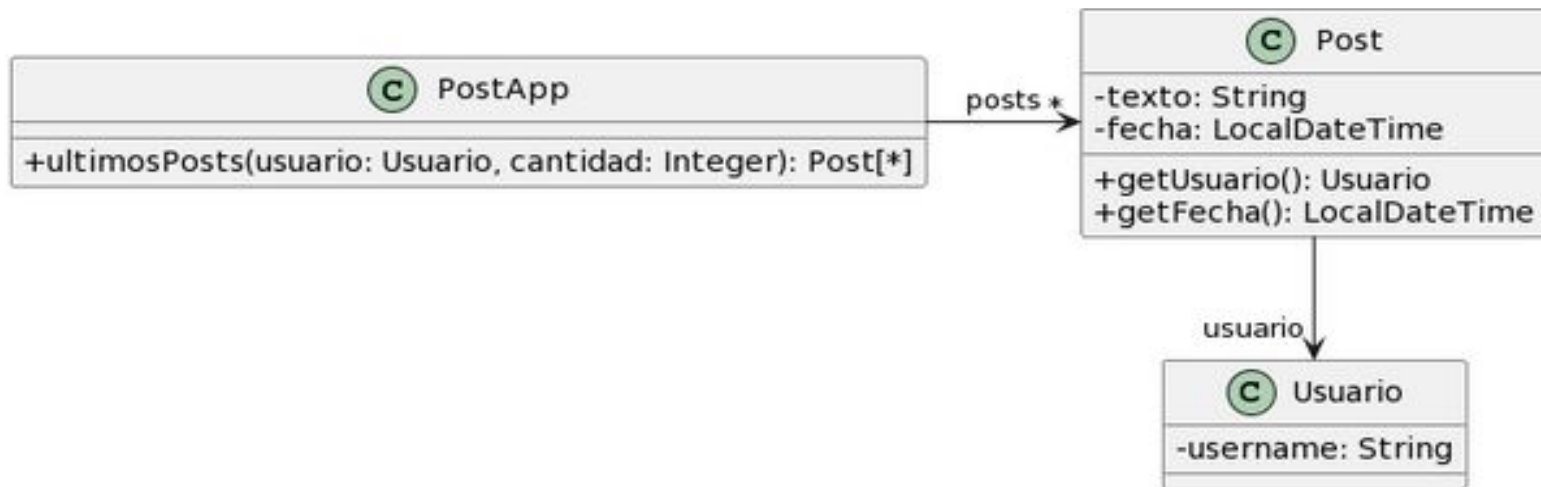 C PostApp
+ultimosPosts(usuario: Usuario, cantidad: Integer): Post[*]
posts *
C Post
-texto: String
-fecha: LocalDateTime
+getUsuario(): Usuario
+getFecha(): LocalDateTime
usuario
C Usuario
-username: String